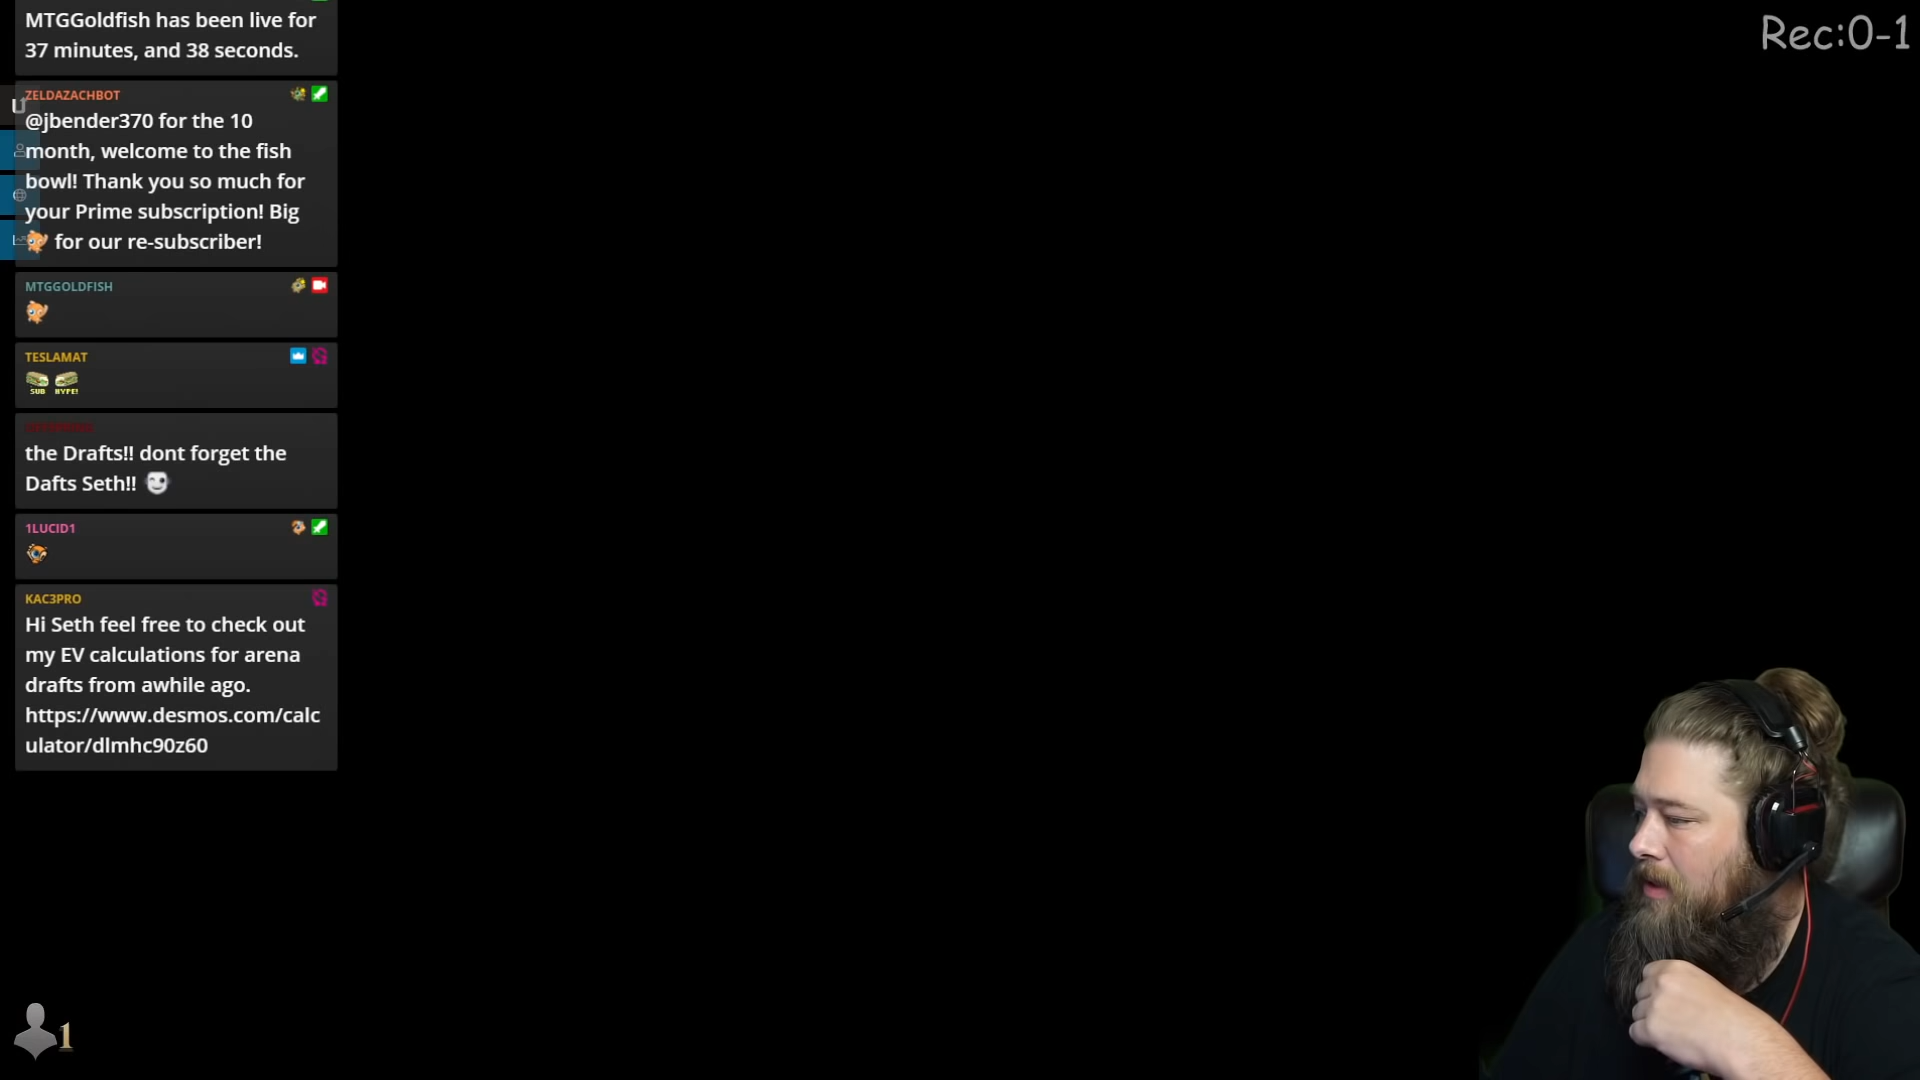 MTGGoldfish has been live for
37 minutes, and 38 seconds.
Rec:0-1
ZELDAZACHBOT
@jbender370 for the 10
month, welcome to the fish
bowl! Thank you so much for
your Prime subscription! Big
for our re-subscriber!
MTGGOLDFISH
TESLAMAT
SUB HYPE!
the Drafts!! dont forget the
Dafts Seth!!
1LUCID1
KAC3PRO
Hi Seth feel free to check out
my EV calculations for arena
drafts from awhile ago.
https://www.desmos.com/calc
ulator/dlmhc90z60
1